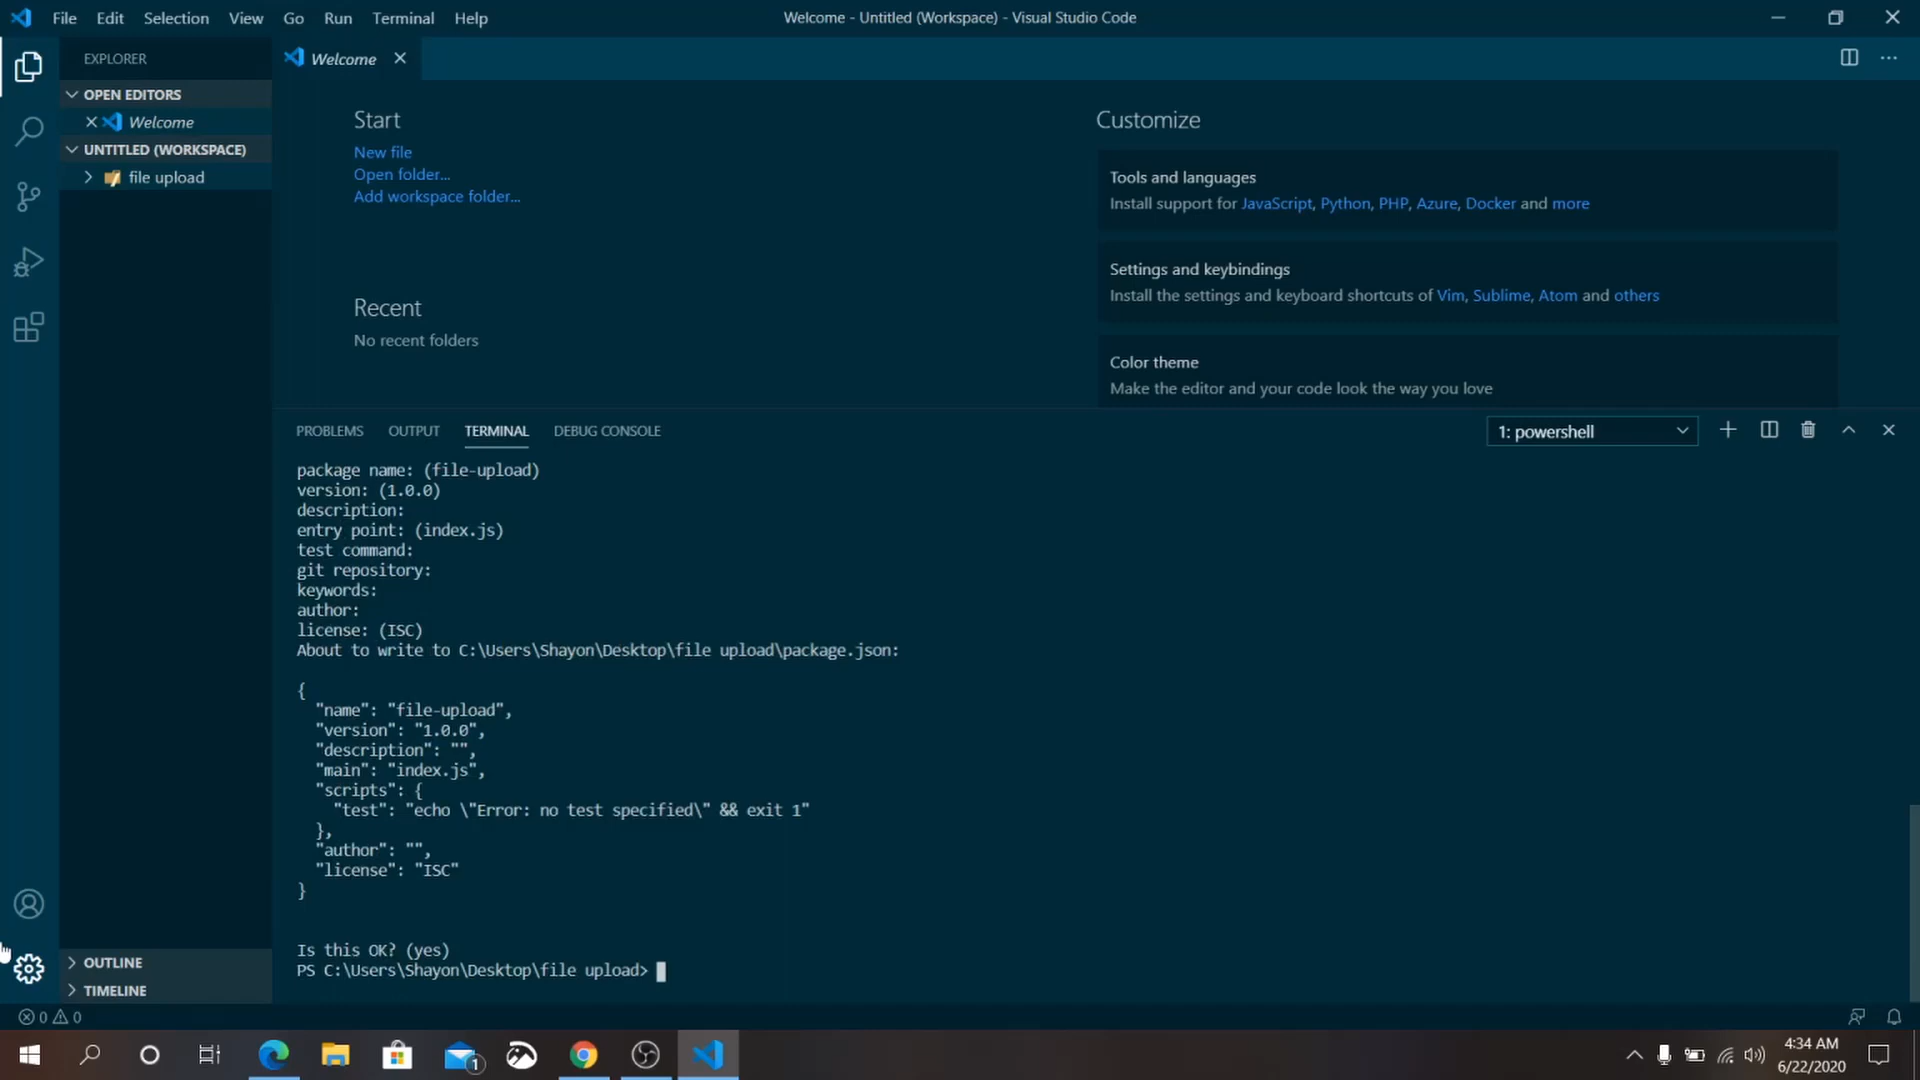 File Edit Selection View Go Run Terminal Help
Welcome - Untitled (Workspace) - Visual Studio Code
EXPLORER
OPEN EDITORS
Welcome
UNTITLED (WORKSPACE)
file upload
OUTLINE
TIMELINE
Welcome
Start
New file
Open folder...
Add workspace folder...
Recent
No recent folders
Customize
Tools and languages
Install support for JavaScript, Python, PHP, Azure, Docker and more
Settings and keybindings
Install the settings and keyboard shortcuts of Vim, Sublime, Atom and others
Color theme
Make the editor and your code look the way you love
PROBLEMS OUTPUT TERMINAL DEBUG CONSOLE
1: powershell
package name: (file-upload)
version: (1.0.0)
description:
entry point: (index.js)
test command:
git repository:
keywords:
author:
license: (ISC)
About to write to C:\Users\Shayon\Desktop\file upload\package.json:
{
"name": "file-upload",
"version": "1.0.0",
"description": "",
"main": "index.js",
"scripts": {
"test": "echo \"Error: no test specified\" && exit 1"
},
"author": "",
"license": "ISC"
}
Is this OK? (yes)
PS C:\Users\Shayon\Desktop\file upload>
0 0
1
4:34 AM
6/22/2020